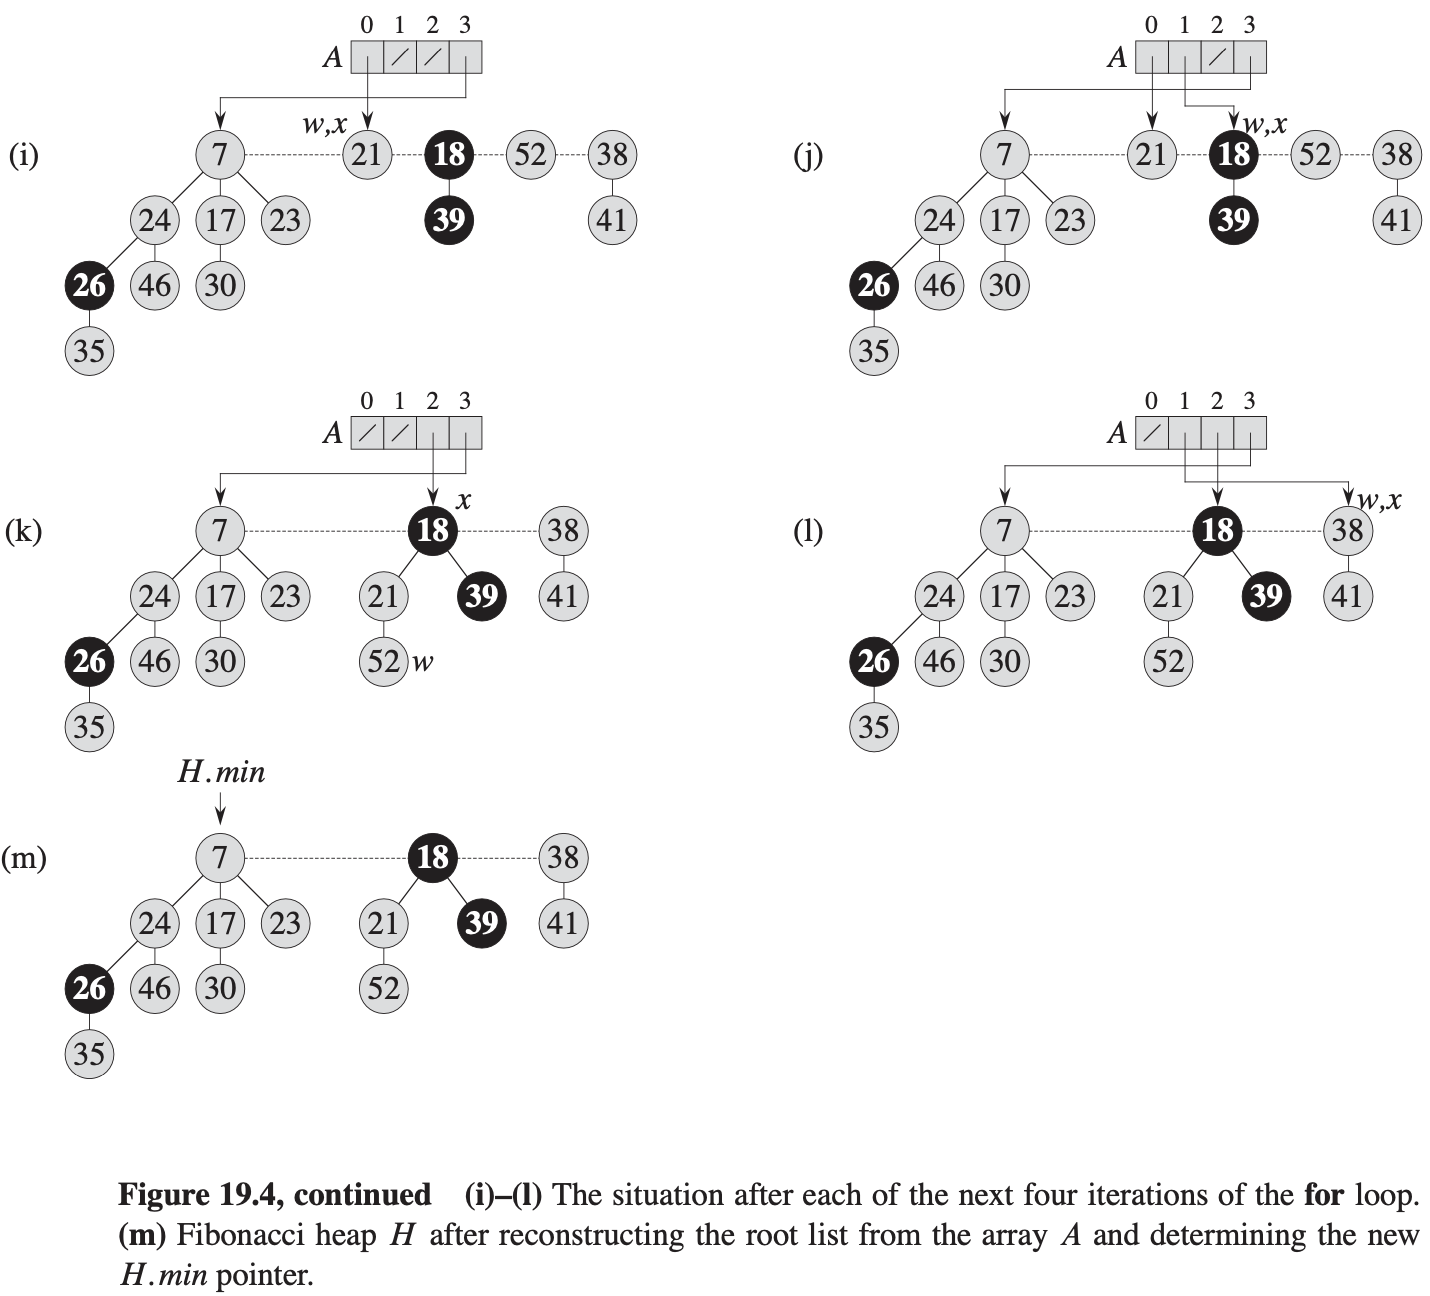 0 1 2 3 0 1 2 3
A A
w,x w,x
(i) 7 21 18 52 38 (j) 7 21 18 52 38
24 17 23 39 41 24 17 23 39 41
26 46 30 26 46 30
35 35
0 1 2 3 0 1 2 3
A A
x w,x
(k) 7 18 38 (l) 7 18 38
24 17 23 21 39 41 24 17 23 21 39 41
26 46 30 52 w 26 46 30 52
35 35
H.min
(m) 7 18 38
24 17 23 21 39 41
26 46 30 52
35
Figure 19.4, continued (i)–(l) The situation after each of the next four iterations of the for loop.
(m) Fibonacci heap H after reconstructing the root list from the array A and determining the new
H.min pointer.